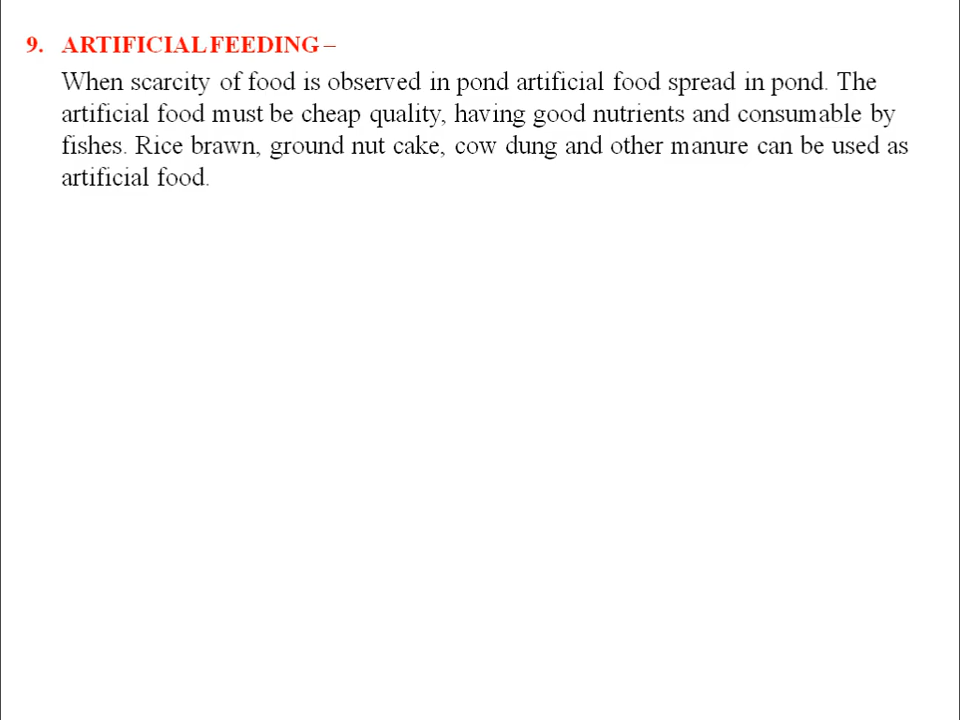 9. ARTIFICIAL FEEDING –
When scarcity of food is observed in pond artificial food spread in pond. The
artificial food must be cheap quality, having good nutrients and consumable by
fishes. Rice brawn, ground nut cake, cow dung and other manure can be used as
artificial food.